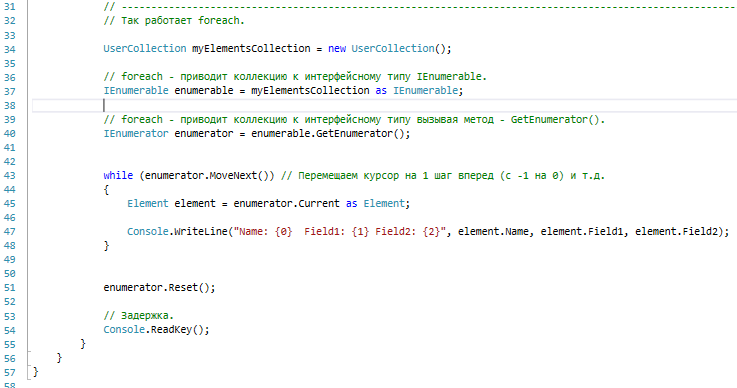 31 // --------------------------------------------------------------------------------------------------------
32 // Так работает foreach.
33
34 UserCollection myElementsCollection = new UserCollection();
35
36 // foreach - приводит коллекцию к интерфейсному типу IEnumerable.
37 IEnumerable enumerable = myElementsCollection as IEnumerable;
38
39 // foreach - приводит коллекцию к интерфейсному типу вызывая метод - GetEnumerator().
40 IEnumerator enumerator = enumerable.GetEnumerator();
41
42
43 while (enumerator.MoveNext()) // Перемещаем курсор на 1 шаг вперед (с -1 на 0) и т.д.
44 {
45 Element element = enumerator.Current as Element;
46
47 Console.WriteLine("Name: {0}  Field1: {1} Field2: {2}", element.Name, element.Field1, element.Field2);
48 }
49
50
51 enumerator.Reset();
52
53 // Задержка.
54 Console.ReadKey();
55 }
56 }
57 }
58